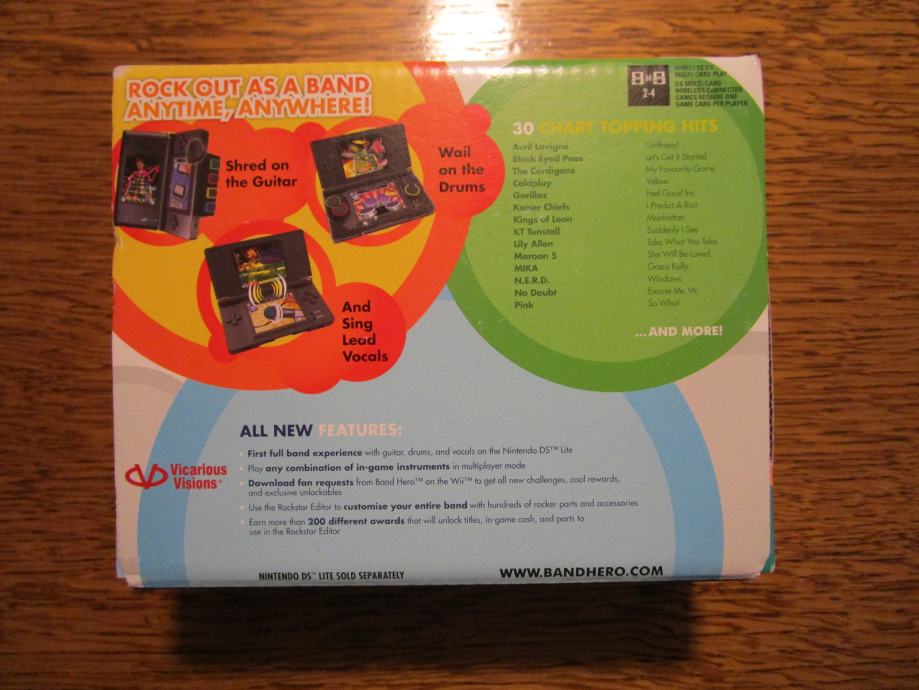 ROCK OUT AS A BAND
ANYTIME, ANYWHERE!
Shred on
the Guitar
Wail
on the
Drums
And
Sing
Lead
Vocals
2-4
WIRELESS DS
MULTI-CARD PLAY
DS MULTI-CARD
WIRELESS CONNECTED
GAMES REQUIRE ONE
GAME CARD PER PLAYER
30 CHART TOPPING HITS
Avril Lavigne Girlfriend
Black Eyed Peas Let's Get It Started
The Cardigans My Favourite Game
Coldplay Yellow
Gorillaz Feel Good Inc.
Kaiser Chiefs I Predict A Riot
Kings of Leon Manhattan
KT Tunstall Suddenly I See
Lily Allen Take What You Take
Maroon 5 She Will Be Loved
MIKA Grace Kelly
N.E.R.D. Windows
No Doubt Excuse Me Mr.
Pink So What
...AND MORE!
ALL NEW FEATURES:
• First full band experience with guitar, drums, and vocals on the Nintendo DS™ Lite
• Play any combination of in-game instruments in multiplayer mode
• Download fan requests from Band Hero™ on the Wii™ to get all new challenges, cool rewards,
and exclusive unlockables
• Use the Rockstar Editor to customise your entire band with hundreds of rocker parts and accessories
• Earn more than 200 different awards that will unlock titles, in-game cash, and parts to
use in the Rockstar Editor
Vicarious
Visions®
NINTENDO DS™ LITE SOLD SEPARATELY
WWW.BANDHERO.COM